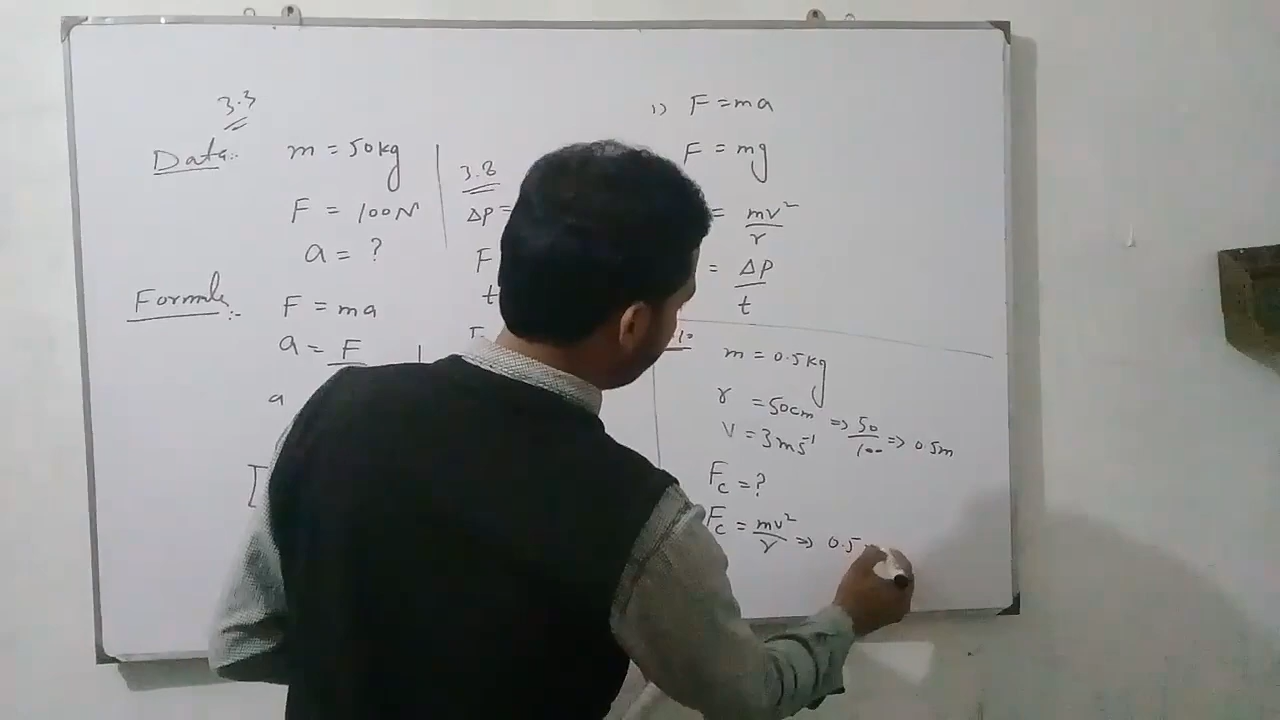 3.3
Data:-
m = 50kg
F = 100N
a = ?
Formula:-
F = ma
a = F
a
3.8
ΔP =
F
t
1) F = ma
F = mg
= mv²/r
= ΔP/t
m = 0.5kg
r = 50cm ⇒ 50/100 ⇒ 0.5m
V = 3ms⁻¹
Fc = ?
Fc = mv²/r ⇒ 0.5